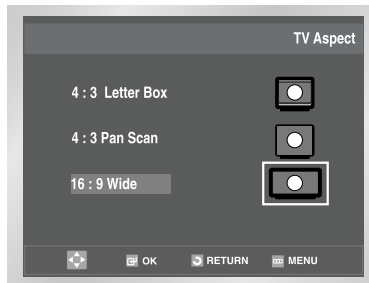 TV Aspect
4 : 3 Letter Box
4 : 3 Pan Scan
16 : 9 Wide
OK RETURN MENU